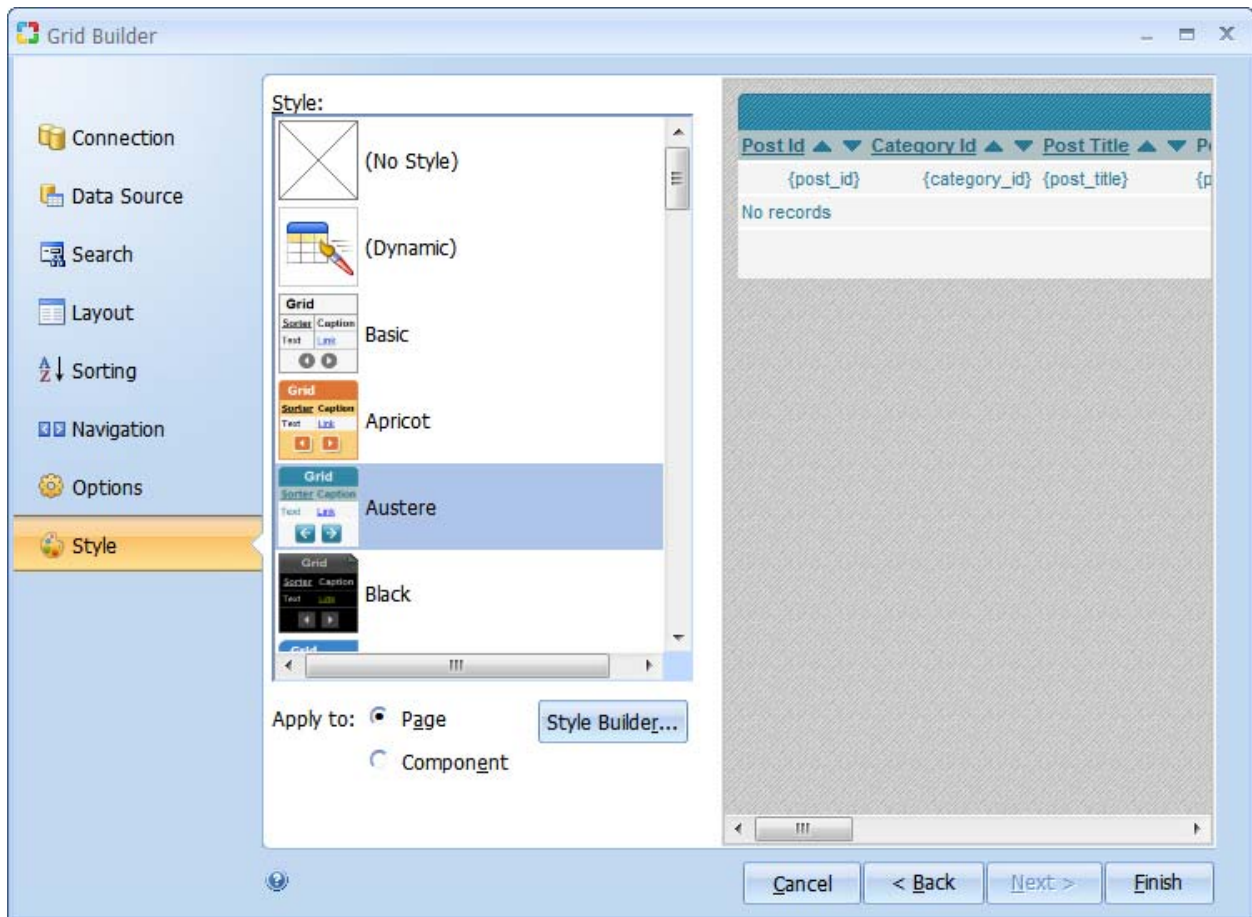 Grid Builder
Connection
Data Source
Search
Layout
Sorting
Navigation
Options
Style
Style:
(No Style)
(Dynamic)
Grid
Sorter Caption
Text Link
Basic
Grid
Sorter Caption
Text Link
Apricot
Grid
Sorter Caption
Text Link
Austere
Grid
Sorter Caption
Text Link
Black
Grid
Apply to: Page
Component
Style Builder...
Post Id Category Id Post Title
{post_id} {category_id} {post_title} {p
No records
Cancel
< Back
Next >
Finish